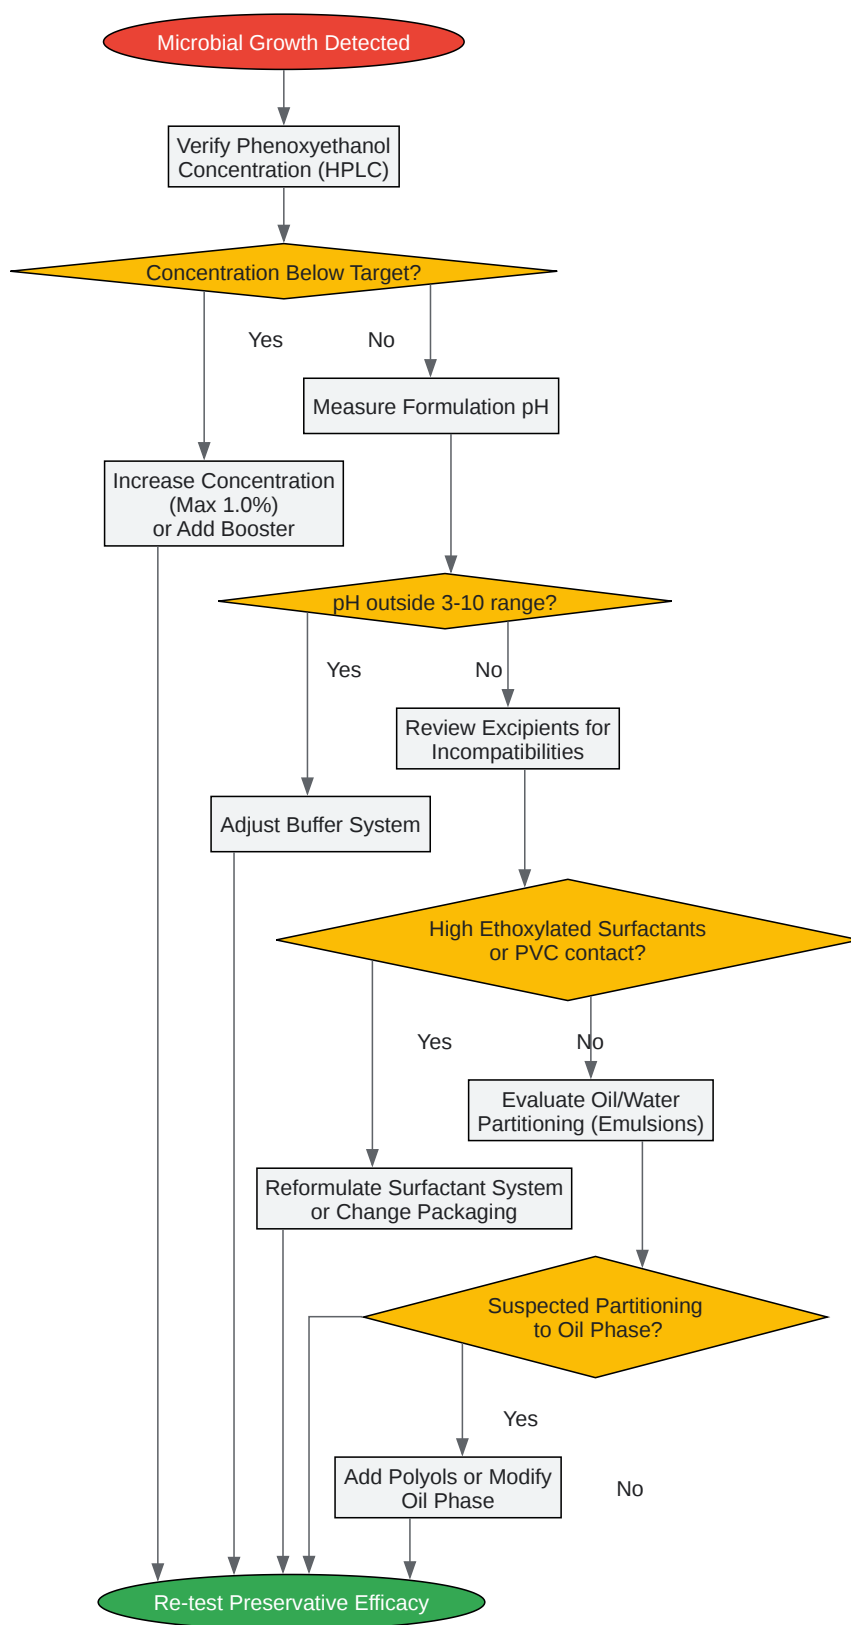 Microbial Growth Detected
Verify Phenoxyethanol
Concentration (HPLC)
Concentration Below Target?
Yes
No
Measure Formulation pH
Increase Concentration
(Max 1.0%)
or Add Booster
pH outside 3-10 range?
Yes
No
Review Excipients for
Incompatibilities
Adjust Buffer System
High Ethoxylated Surfactants
or PVC contact?
Yes
No
Evaluate Oil/Water
Partitioning (Emulsions)
Reformulate Surfactant System
or Change Packaging
Suspected Partitioning
to Oil Phase?
Yes
Add Polyols or Modify
Oil Phase
No
Re-test Preservative Efficacy